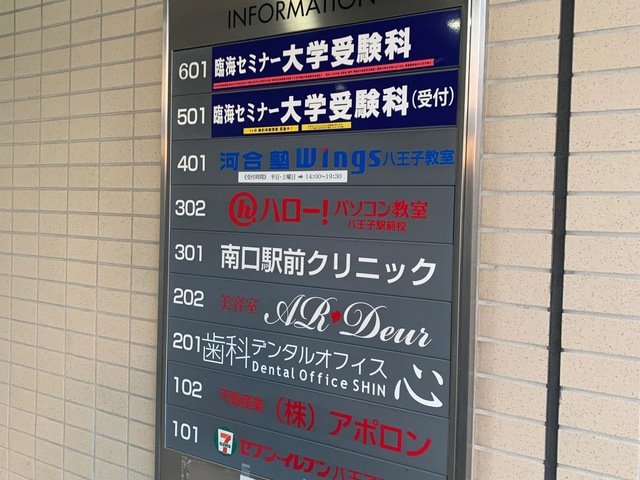 INFORMATION
601 臨海セミナー大学受験科
501 臨海セミナー大学受験科(受付)
401 河合塾Wings八王子教室
《受付時間》 平日・土曜日 ➡ 14:00～19:30
302 h ハロー!パソコン教室
八王子駅前校
301 南口駅前クリニック
202 美容室 AR Deur
201 歯科デンタルオフィス心
Dental Office SHIN
102 不動産業 (株)アポロン
101 7 ELEVEN セブン-イレブン八王子